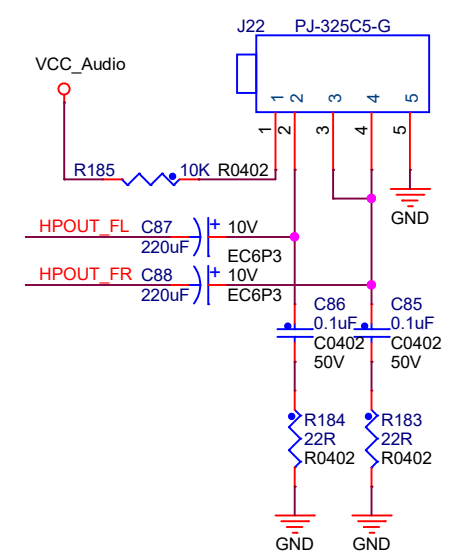 J22 PJ-325C5-G
VCC_Audio
1 2 3 4 5
1 2 3 4 5
R185 10K R0402
GND
HPOUT_FL C87 + 10V
220uF EC6P3
HPOUT_FR C88 + 10V
220uF EC6P3
C86 C85
0.1uF 0.1uF
C0402 C0402
50V 50V
R184 R183
22R 22R
R0402 R0402
GND GND